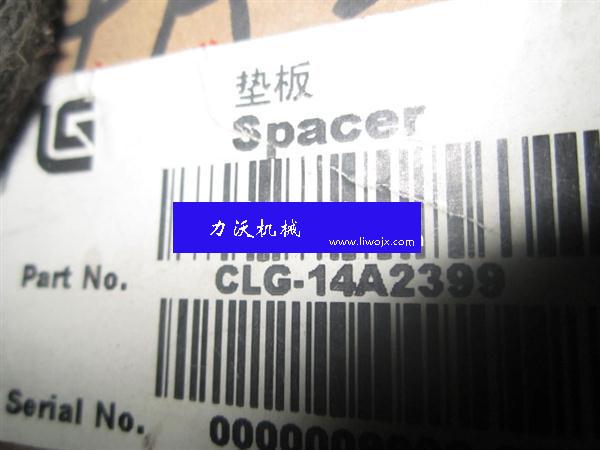 垫板
Spacer
力沃机械
www.liwojx.com
Part No.
CLG-14A2399
Serial No.